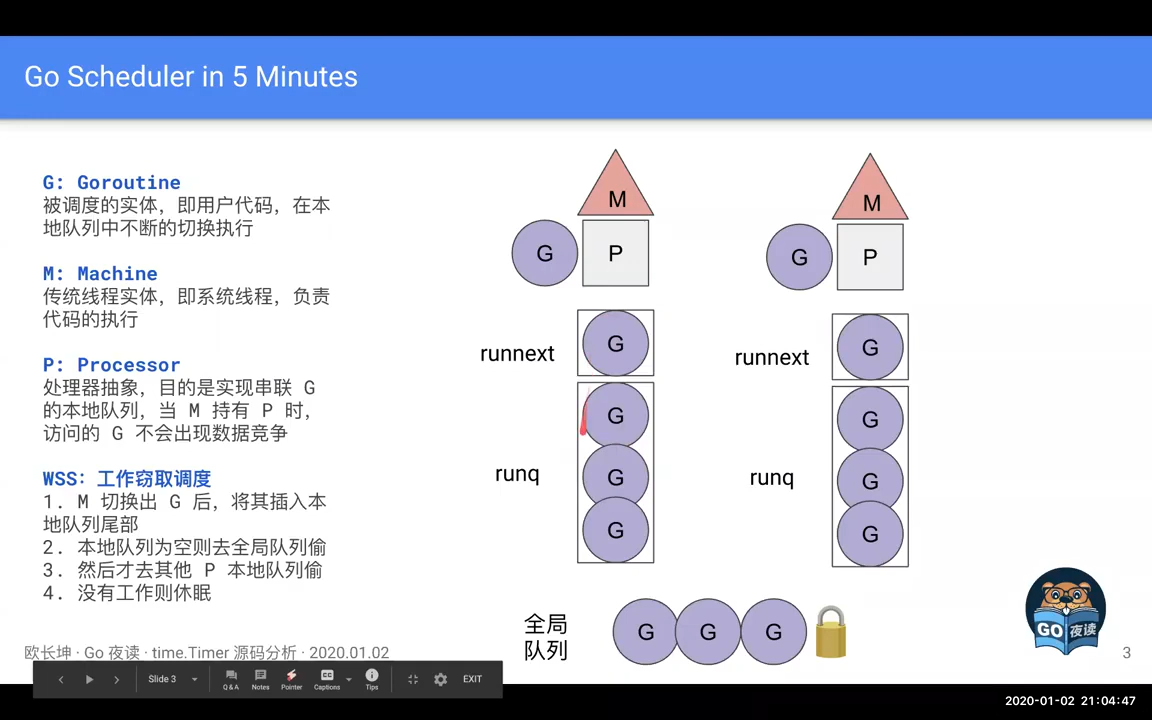 Go Scheduler in 5 Minutes
G: Goroutine
被调度的实体，即用户代码，在本
地队列中不断的切换执行
M: Machine
传统线程实体，即系统线程，负责
代码的执行
P: Processor
处理器抽象，目的是实现串联 G
的本地队列，当 M 持有 P 时，
访问的 G 不会出现数据竞争
WSS: 工作窃取调度
1. M 切换出 G 后，将其插入本
地队列尾部
2. 本地队列为空则去全局队列偷
3. 然后才去其他 P 本地队列偷
4. 没有工作则休眠
M
G
P
runnext
G
G
runq
G
G
M
G
P
runnext
G
G
runq
G
G
全局
队列
G
G
G
GO 夜读
欧长坤 · Go 夜读 · time.Timer 源码分析 · 2020.01.02
3
Slide 3
Q & A
Notes
Pointer
CC
Captions
Tips
EXIT
2020-01-02 21:04:47